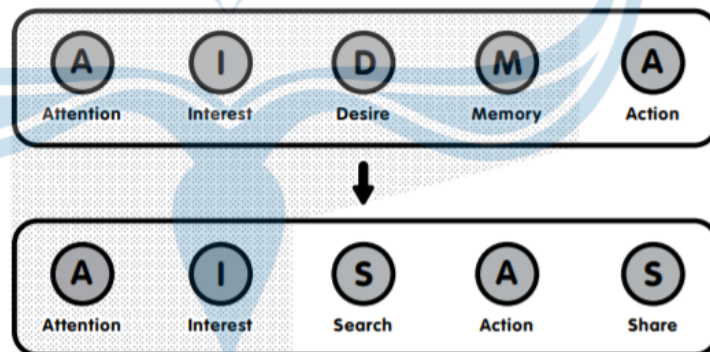 A I D M A
Attention Interest Desire Memory Action
A I S A S
Attention Interest Search Action Share